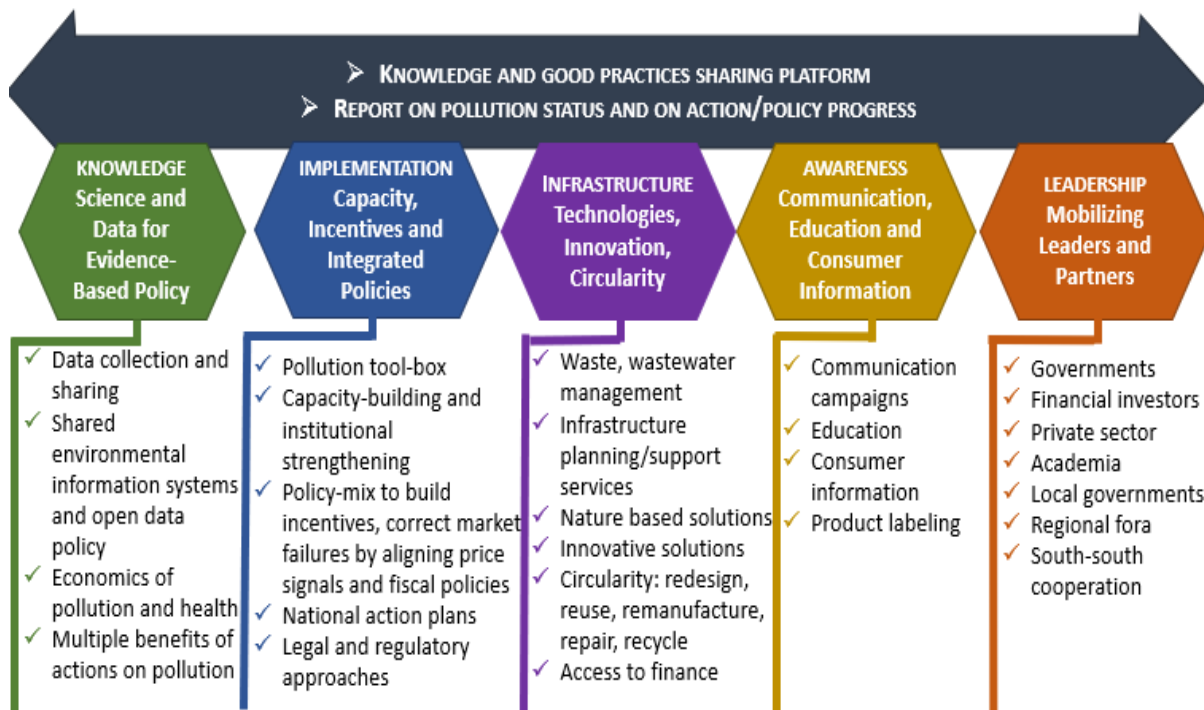 ➤ KNOWLEDGE AND GOOD PRACTICES SHARING PLATFORM
➤ REPORT ON POLLUTION STATUS AND ON ACTION/POLICY PROGRESS
KNOWLEDGE
Science and
Data for
Evidence-
Based Policy
✓ Data collection and
sharing
✓ Shared
environmental
information systems
and open data
policy
✓ Economics of
pollution and health
✓ Multiple benefits of
actions on pollution
IMPLEMENTATION
Capacity,
Incentives and
Integrated
Policies
✓ Pollution tool-box
✓ Capacity-building and
institutional
strengthening
✓ Policy-mix to build
incentives, correct market
failures by aligning price
signals and fiscal policies
✓ National action plans
✓ Legal and regulatory
approaches
INFRASTRUCTURE
Technologies,
Innovation,
Circularity
✓ Waste, wastewater
management
✓ Infrastructure
planning/support
services
✓ Nature based solutions
✓ Innovative solutions
✓ Circularity: redesign,
reuse, remanufacture,
repair, recycle
✓ Access to finance
AWARENESS
Communication,
Education and
Consumer
Information
✓ Communication
campaigns
✓ Education
✓ Consumer
information
✓ Product labeling
LEADERSHIP
Mobilizing
Leaders and
Partners
✓ Governments
✓ Financial investors
✓ Private sector
✓ Academia
✓ Local governments
✓ Regional fora
✓ South-south
cooperation